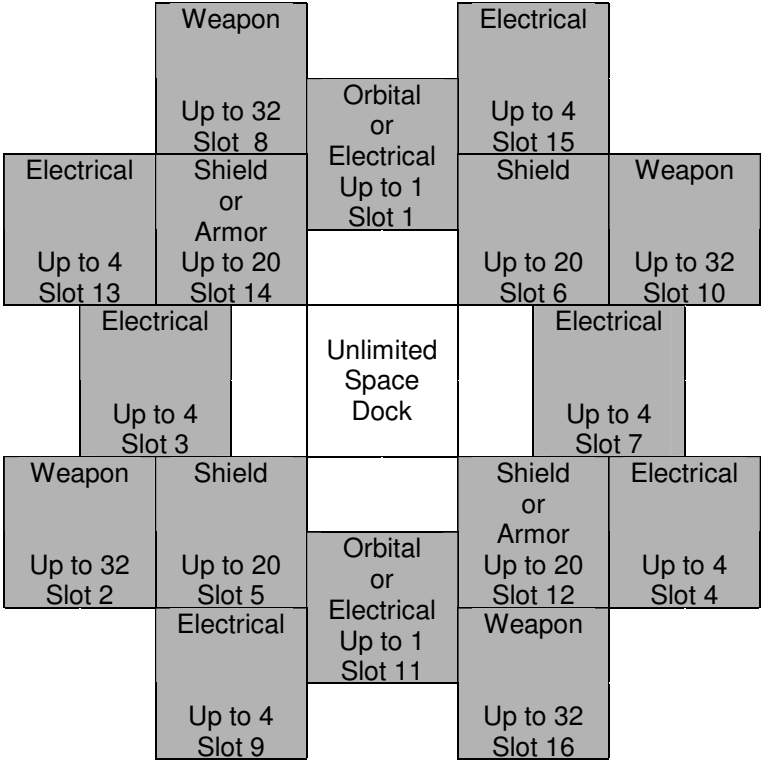 Weapon
Up to 32
Slot 8
Electrical
Up to 4
Slot 15
Orbital
or
Electrical
Up to 1
Slot 1
Electrical
Up to 4
Slot 13
Shield
or
Armor
Up to 20
Slot 14
Shield
Up to 20
Slot 6
Weapon
Up to 32
Slot 10
Electrical
Up to 4
Slot 3
Unlimited
Space
Dock
Electrical
Up to 4
Slot 7
Weapon
Up to 32
Slot 2
Shield
Up to 20
Slot 5
Orbital
or
Electrical
Up to 1
Slot 11
Shield
or
Armor
Up to 20
Slot 12
Electrical
Up to 4
Slot 4
Electrical
Up to 4
Slot 9
Weapon
Up to 32
Slot 16